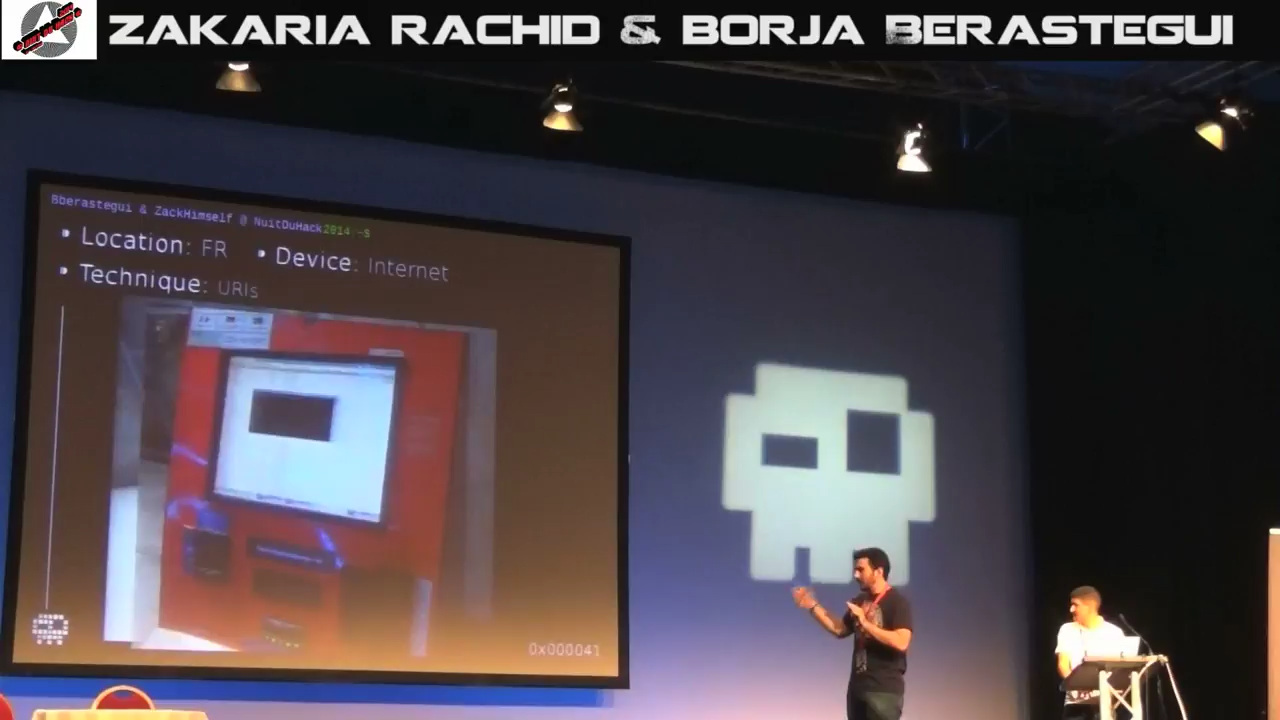 ZAKARIA RACHID & BORJA BERASTEGUI
Bberastegui & ZackHimself @ NuitDuHack2014 ~$
• Location: FR • Device: Internet
• Technique: URIs
0x000041